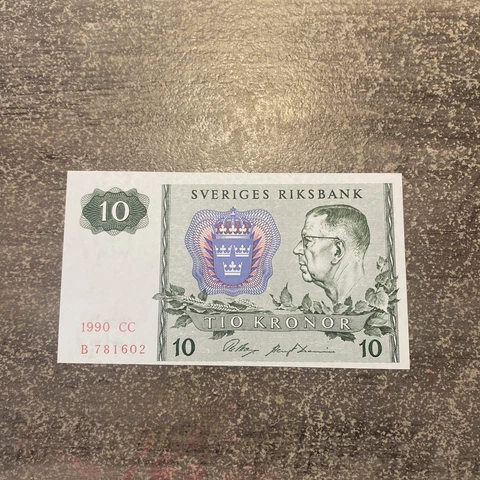 SVERIGES RIKSBANK
10
TIO KRONOR
1990 CC
B 781602
10
10